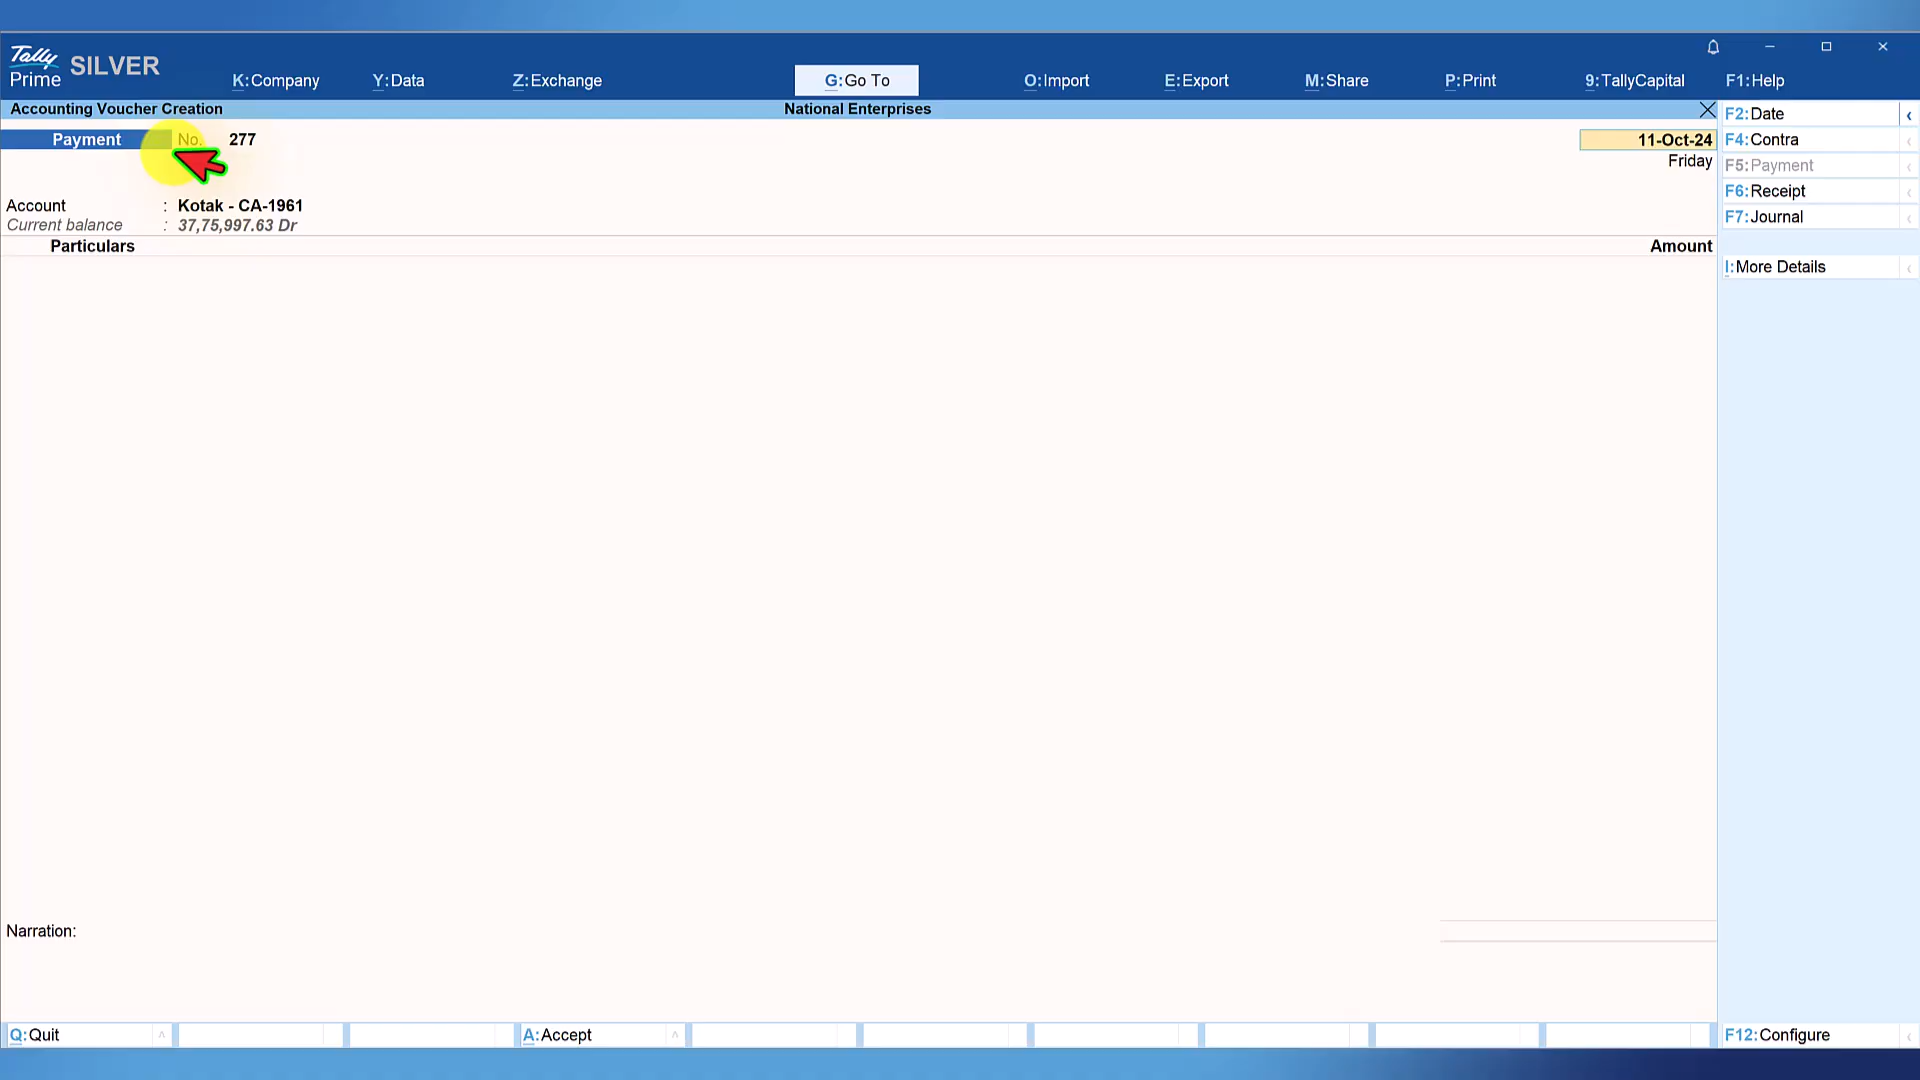 Tally
Prime SILVER
K:Company Y:Data Z:Exchange G:Go To O:Import E:Export M:Share P:Print 9:TallyCapital F1:Help
Accounting Voucher Creation National Enterprises
Payment No. 277 11-Oct-24
Friday
Account : Kotak - CA-1961
Current balance : 37,75,997.63 Dr
Particulars Amount
Narration:
F2:Date
F4:Contra
F5:Payment
F6:Receipt
F7:Journal
I:More Details
Q:Quit A:Accept F12:Configure